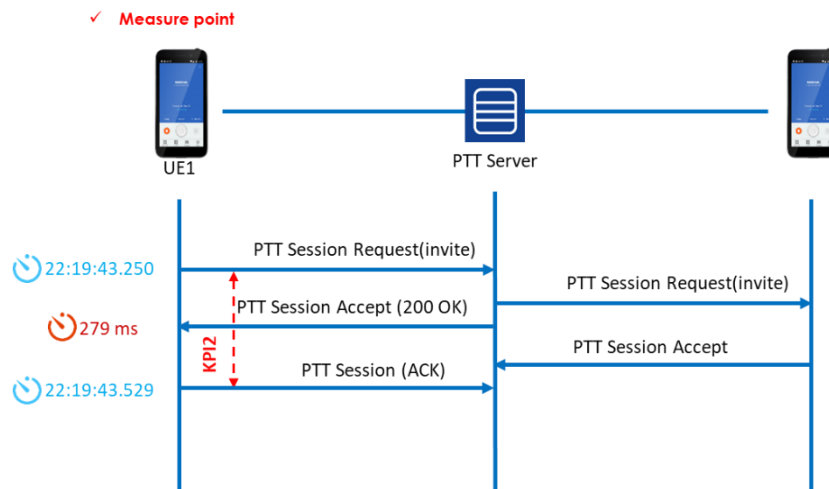 ✓ Measure point
UE1
PTT Server
PTT Session Request(invite)
22:19:43.250
PTT Session Request(invite)
PTT Session Accept (200 OK)
279 ms
PTT Session Accept
KPI2
PTT Session (ACK)
22:19:43.529